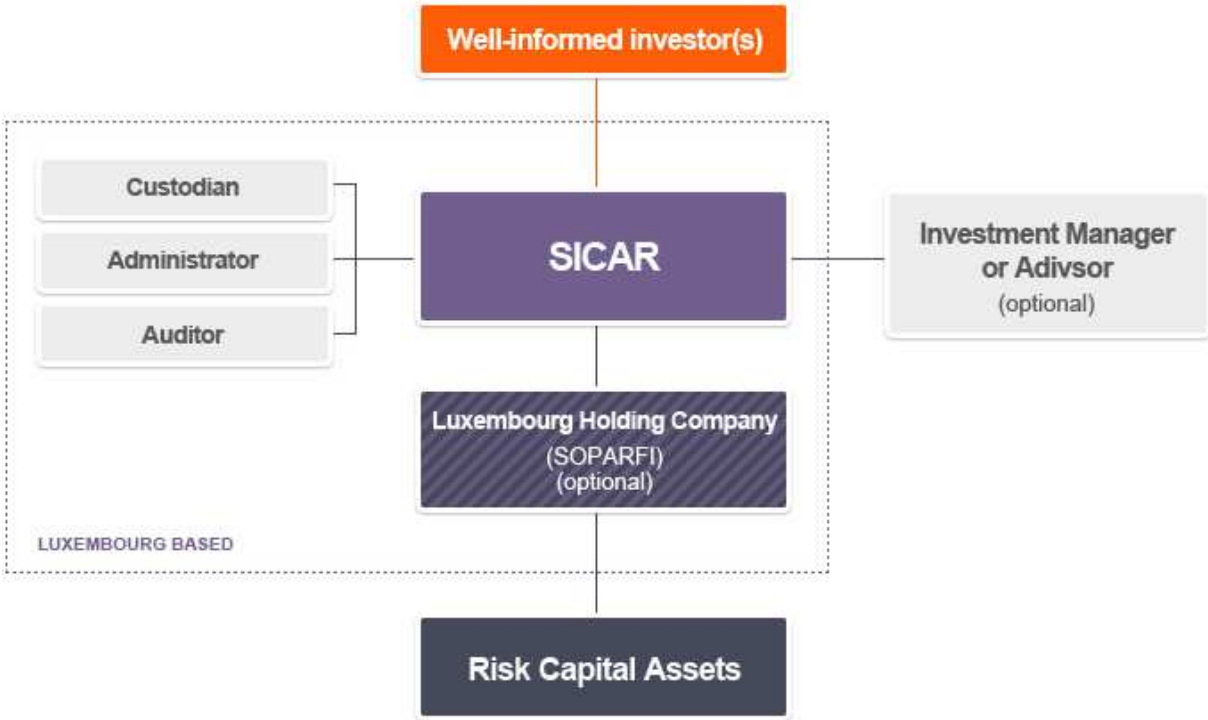 Well-informed investor(s)
Custodian
Administrator
Auditor
SICAR
Investment Manager
or Adivsor
(optional)
Luxembourg Holding Company
(SOPARFI)
(optional)
LUXEMBOURG BASED
Risk Capital Assets